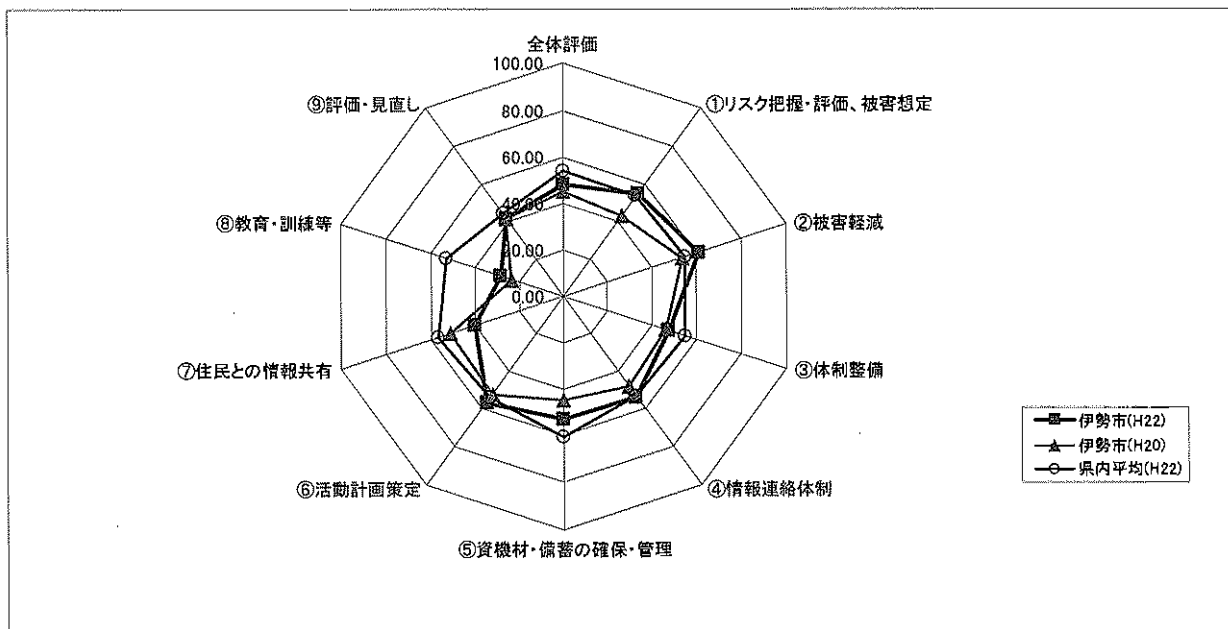 全体評価
100.00
80.00
60.00
40.00
20.00
0.00
①リスク把握・評価、被害想定
②被害軽減
③体制整備
④情報連絡体制
⑤資機材・備蓄の確保・管理
⑥活動計画策定
⑦住民との情報共有
⑧教育・訓練等
⑨評価・見直し
伊勢市(H22)
伊勢市(H20)
県内平均(H22)